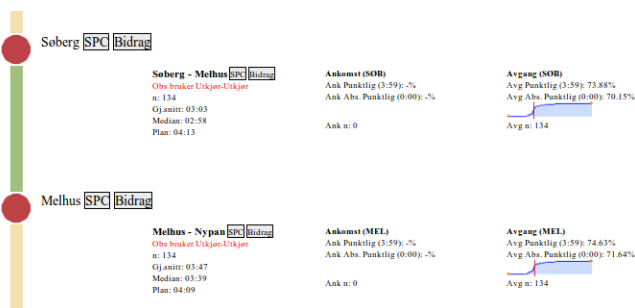 Søberg SPC Bidrag
Søberg - Melhus SPC Bidrag
Obs bruker Utkjør-Utkjør
n: 134
Gj.snitt: 03:03
Median: 02:58
Plan: 04:13
Ankomst (SØB)
Ank Punktlig (3:59): -%
Ank Abs. Punktlig (0:00): -%
Ank n: 0
Avgang (SØB)
Avg Punktlig (3:59): 73.88%
Avg Abs. Punktlig (0:00): 70.15%
Avg n: 134
Melhus SPC Bidrag
Melhus - Nypan SPC Bidrag
Obs bruker Utkjør-Utkjør
n: 134
Gj.snitt: 03:47
Median: 03:39
Plan: 04:09
Ankomst (MEL)
Ank Punktlig (3:59): -%
Ank Abs. Punktlig (0:00): -%
Ank n: 0
Avgang (MEL)
Avg Punktlig (3:59): 74.63%
Avg Abs. Punktlig (0:00): 71.64%
Avg n: 134